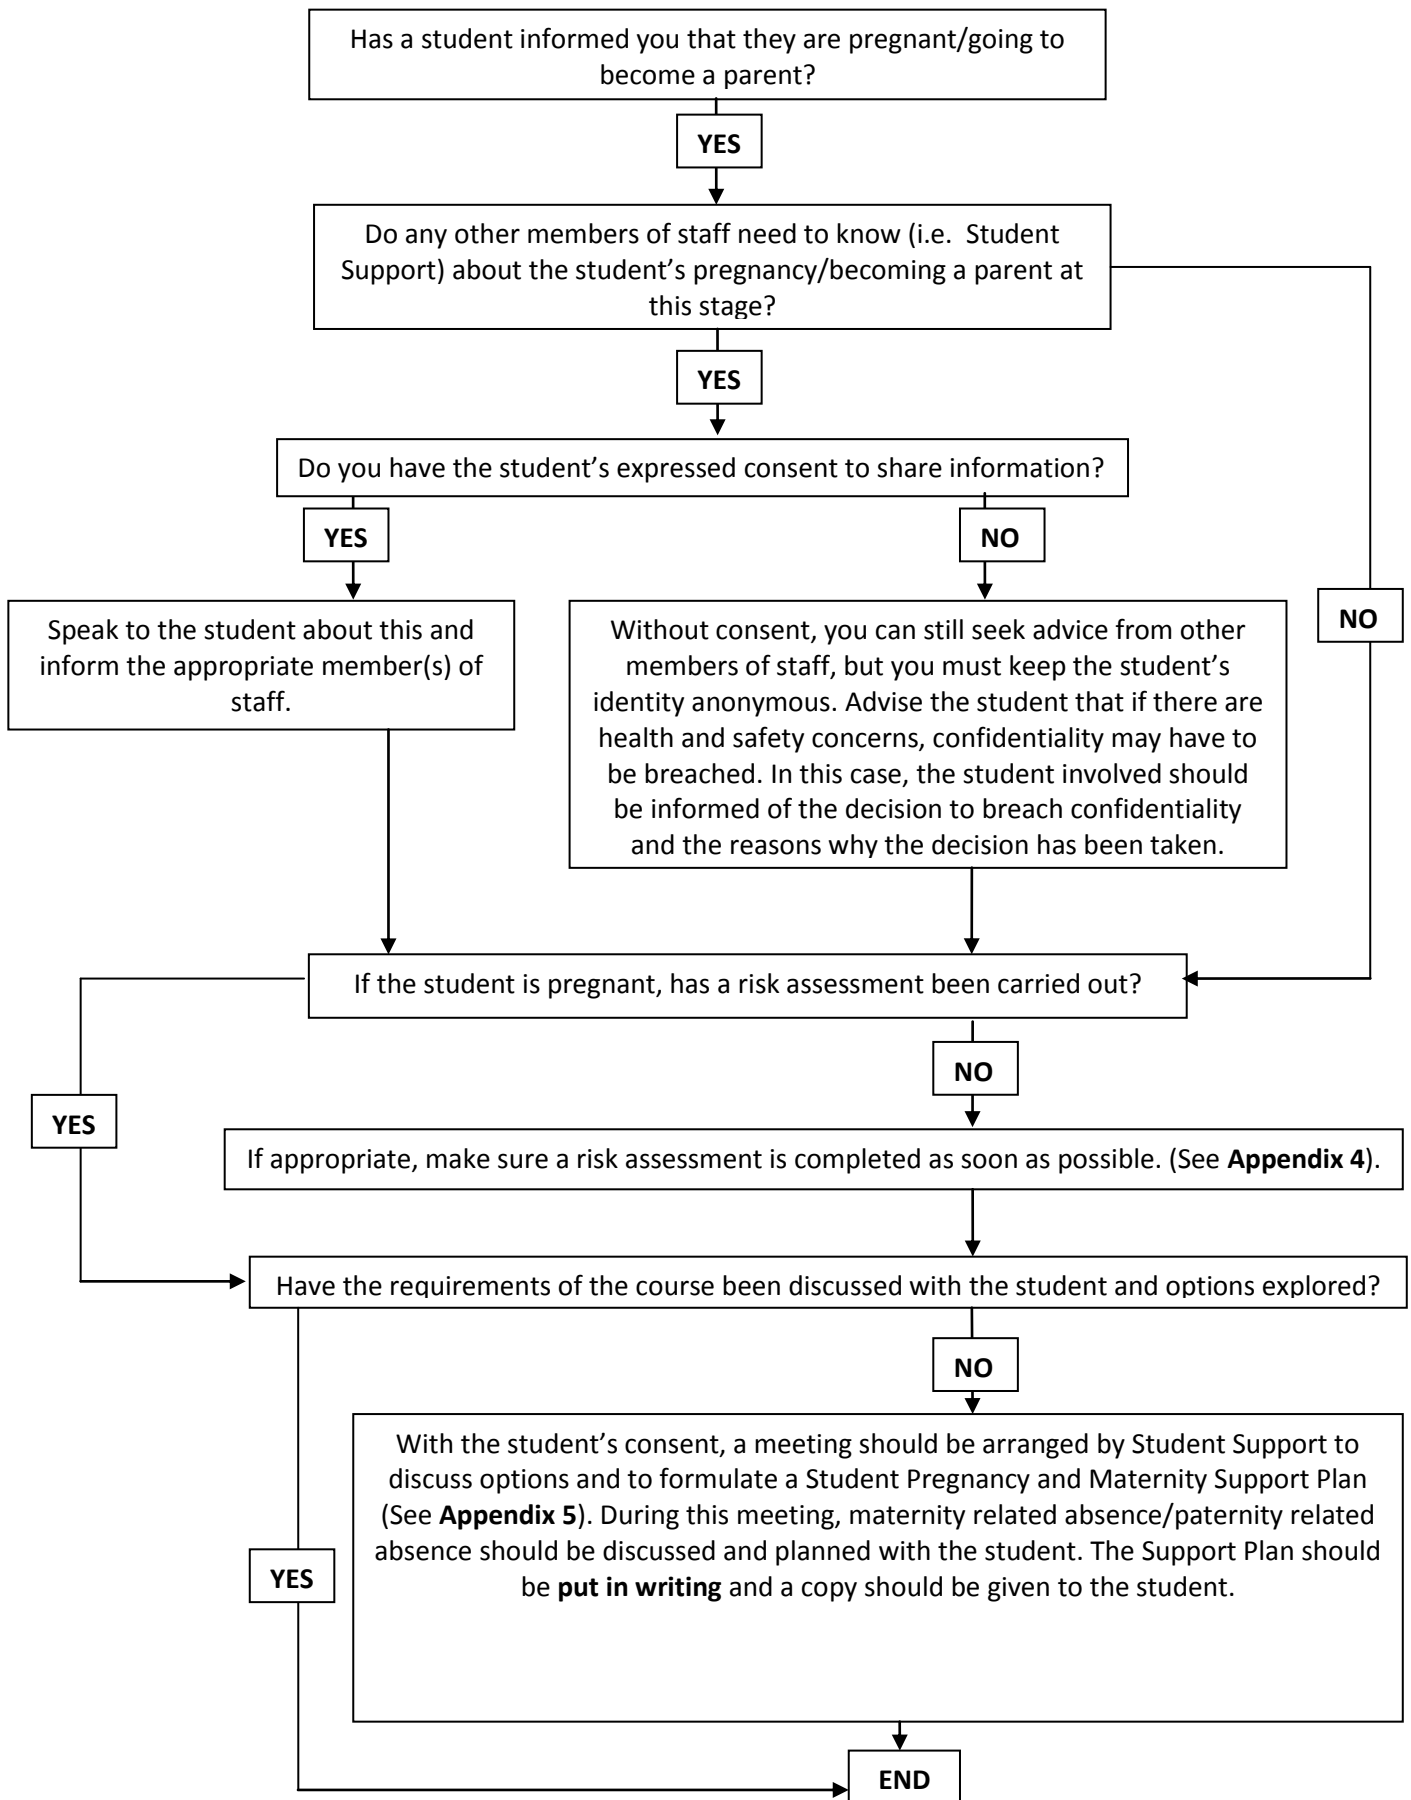 Has a student informed you that they are pregnant/going to
become a parent?
YES
Do any other members of staff need to know (i.e. Student
Support) about the student’s pregnancy/becoming a parent at
this stage?
YES
Do you have the student’s expressed consent to share information?
YES
NO
NO
Speak to the student about this and
inform the appropriate member(s) of
staff.
Without consent, you can still seek advice from other
members of staff, but you must keep the student’s
identity anonymous. Advise the student that if there are
health and safety concerns, confidentiality may have to
be breached. In this case, the student involved should
be informed of the decision to breach confidentiality
and the reasons why the decision has been taken.
If the student is pregnant, has a risk assessment been carried out?
NO
YES
If appropriate, make sure a risk assessment is completed as soon as possible. (See Appendix 4).
Have the requirements of the course been discussed with the student and options explored?
NO
With the student’s consent, a meeting should be arranged by Student Support to
discuss options and to formulate a Student Pregnancy and Maternity Support Plan
(See Appendix 5). During this meeting, maternity related absence/paternity related
absence should be discussed and planned with the student. The Support Plan should
be put in writing and a copy should be given to the student.
YES
END